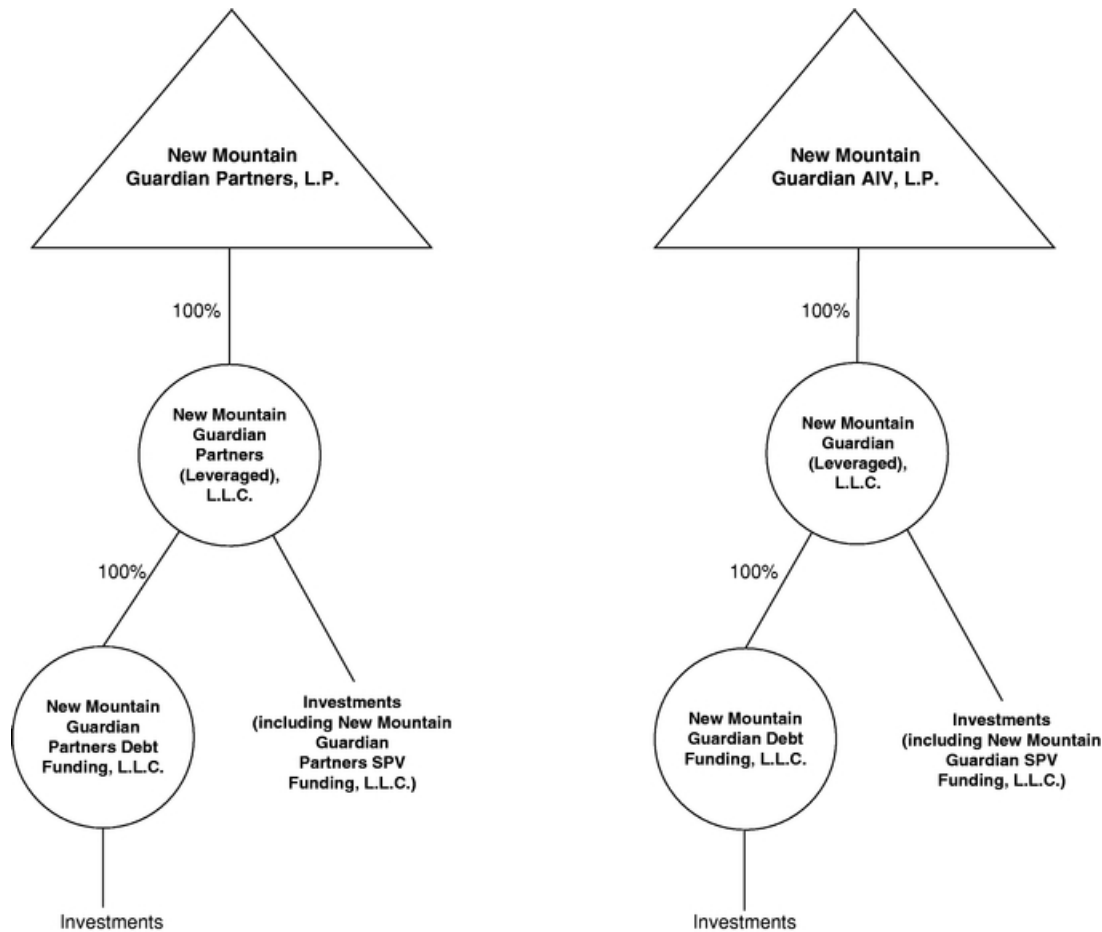 New Mountain
Guardian Partners, L.P.
100%
New Mountain
Guardian
Partners
(Leveraged),
L.L.C.
100%
New Mountain
Guardian
Partners Debt
Funding, L.L.C.
Investments
(including New Mountain
Guardian
Partners SPV
Funding, L.L.C.)
Investments
New Mountain
Guardian AIV, L.P.
100%
New Mountain
Guardian
(Leveraged),
L.L.C.
100%
New Mountain
Guardian Debt
Funding, L.L.C.
Investments
(including New Mountain
Guardian SPV
Funding, L.L.C.)
Investments